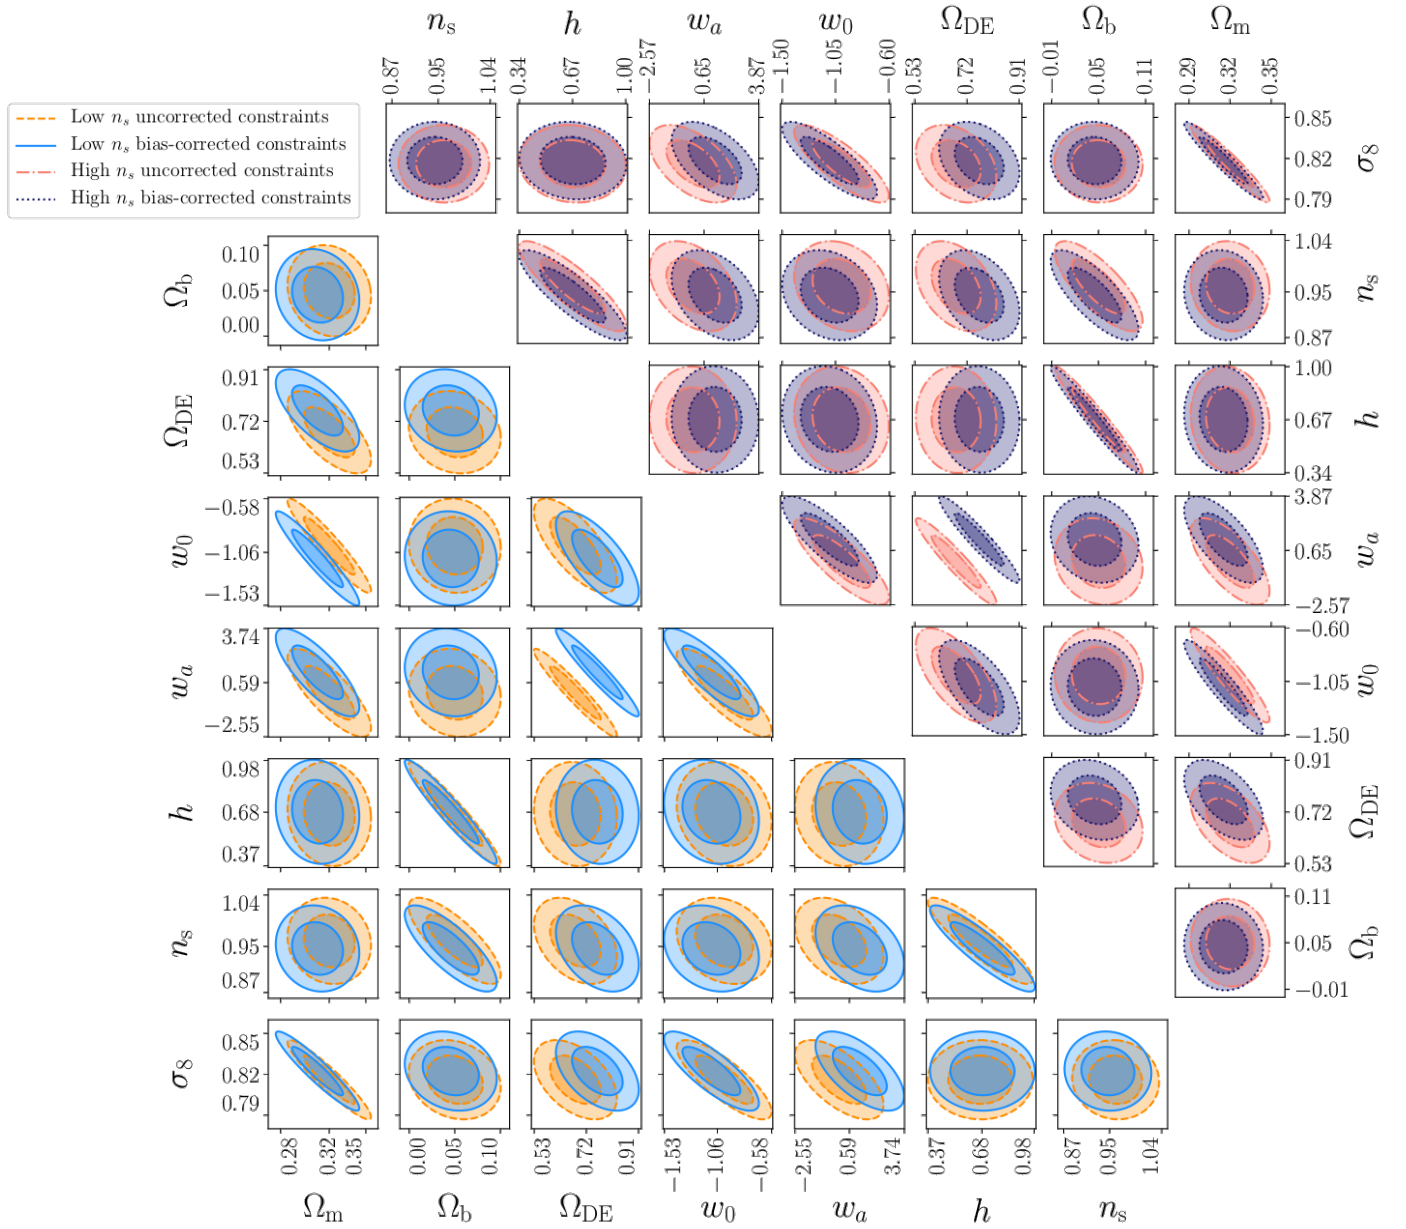 n_s h w_a w_0 Ω_DE Ω_b Ω_m
0.87 0.95 1.04 0.34 0.67 1.00 −2.57 0.65 3.87 −1.50 −1.05 −0.60 0.53 0.72 0.91 −0.01 0.05 0.11 0.29 0.32 0.35
Low n_s uncorrected constraints
Low n_s bias-corrected constraints
High n_s uncorrected constraints
High n_s bias-corrected constraints
0.85
0.82
0.79
σ_8
Ω_b
0.10
0.05
0.00
1.04
0.95
0.87
n_s
Ω_DE
0.91
0.72
0.53
1.00
0.67
0.34
h
w_0
−0.58
−1.06
−1.53
3.87
0.65
−2.57
w_a
w_a
3.74
0.59
−2.55
−0.60
−1.05
−1.50
w_0
h
0.98
0.68
0.37
0.91
0.72
0.53
Ω_DE
n_s
1.04
0.95
0.87
0.11
0.05
−0.01
Ω_b
σ_8
0.85
0.82
0.79
0.28 0.32 0.35 0.00 0.05 0.10 0.53 0.72 0.91 −1.53 −1.06 −0.58 −2.55 0.59 3.74 0.37 0.68 0.98 0.87 0.95 1.04
Ω_m Ω_b Ω_DE w_0 w_a h n_s